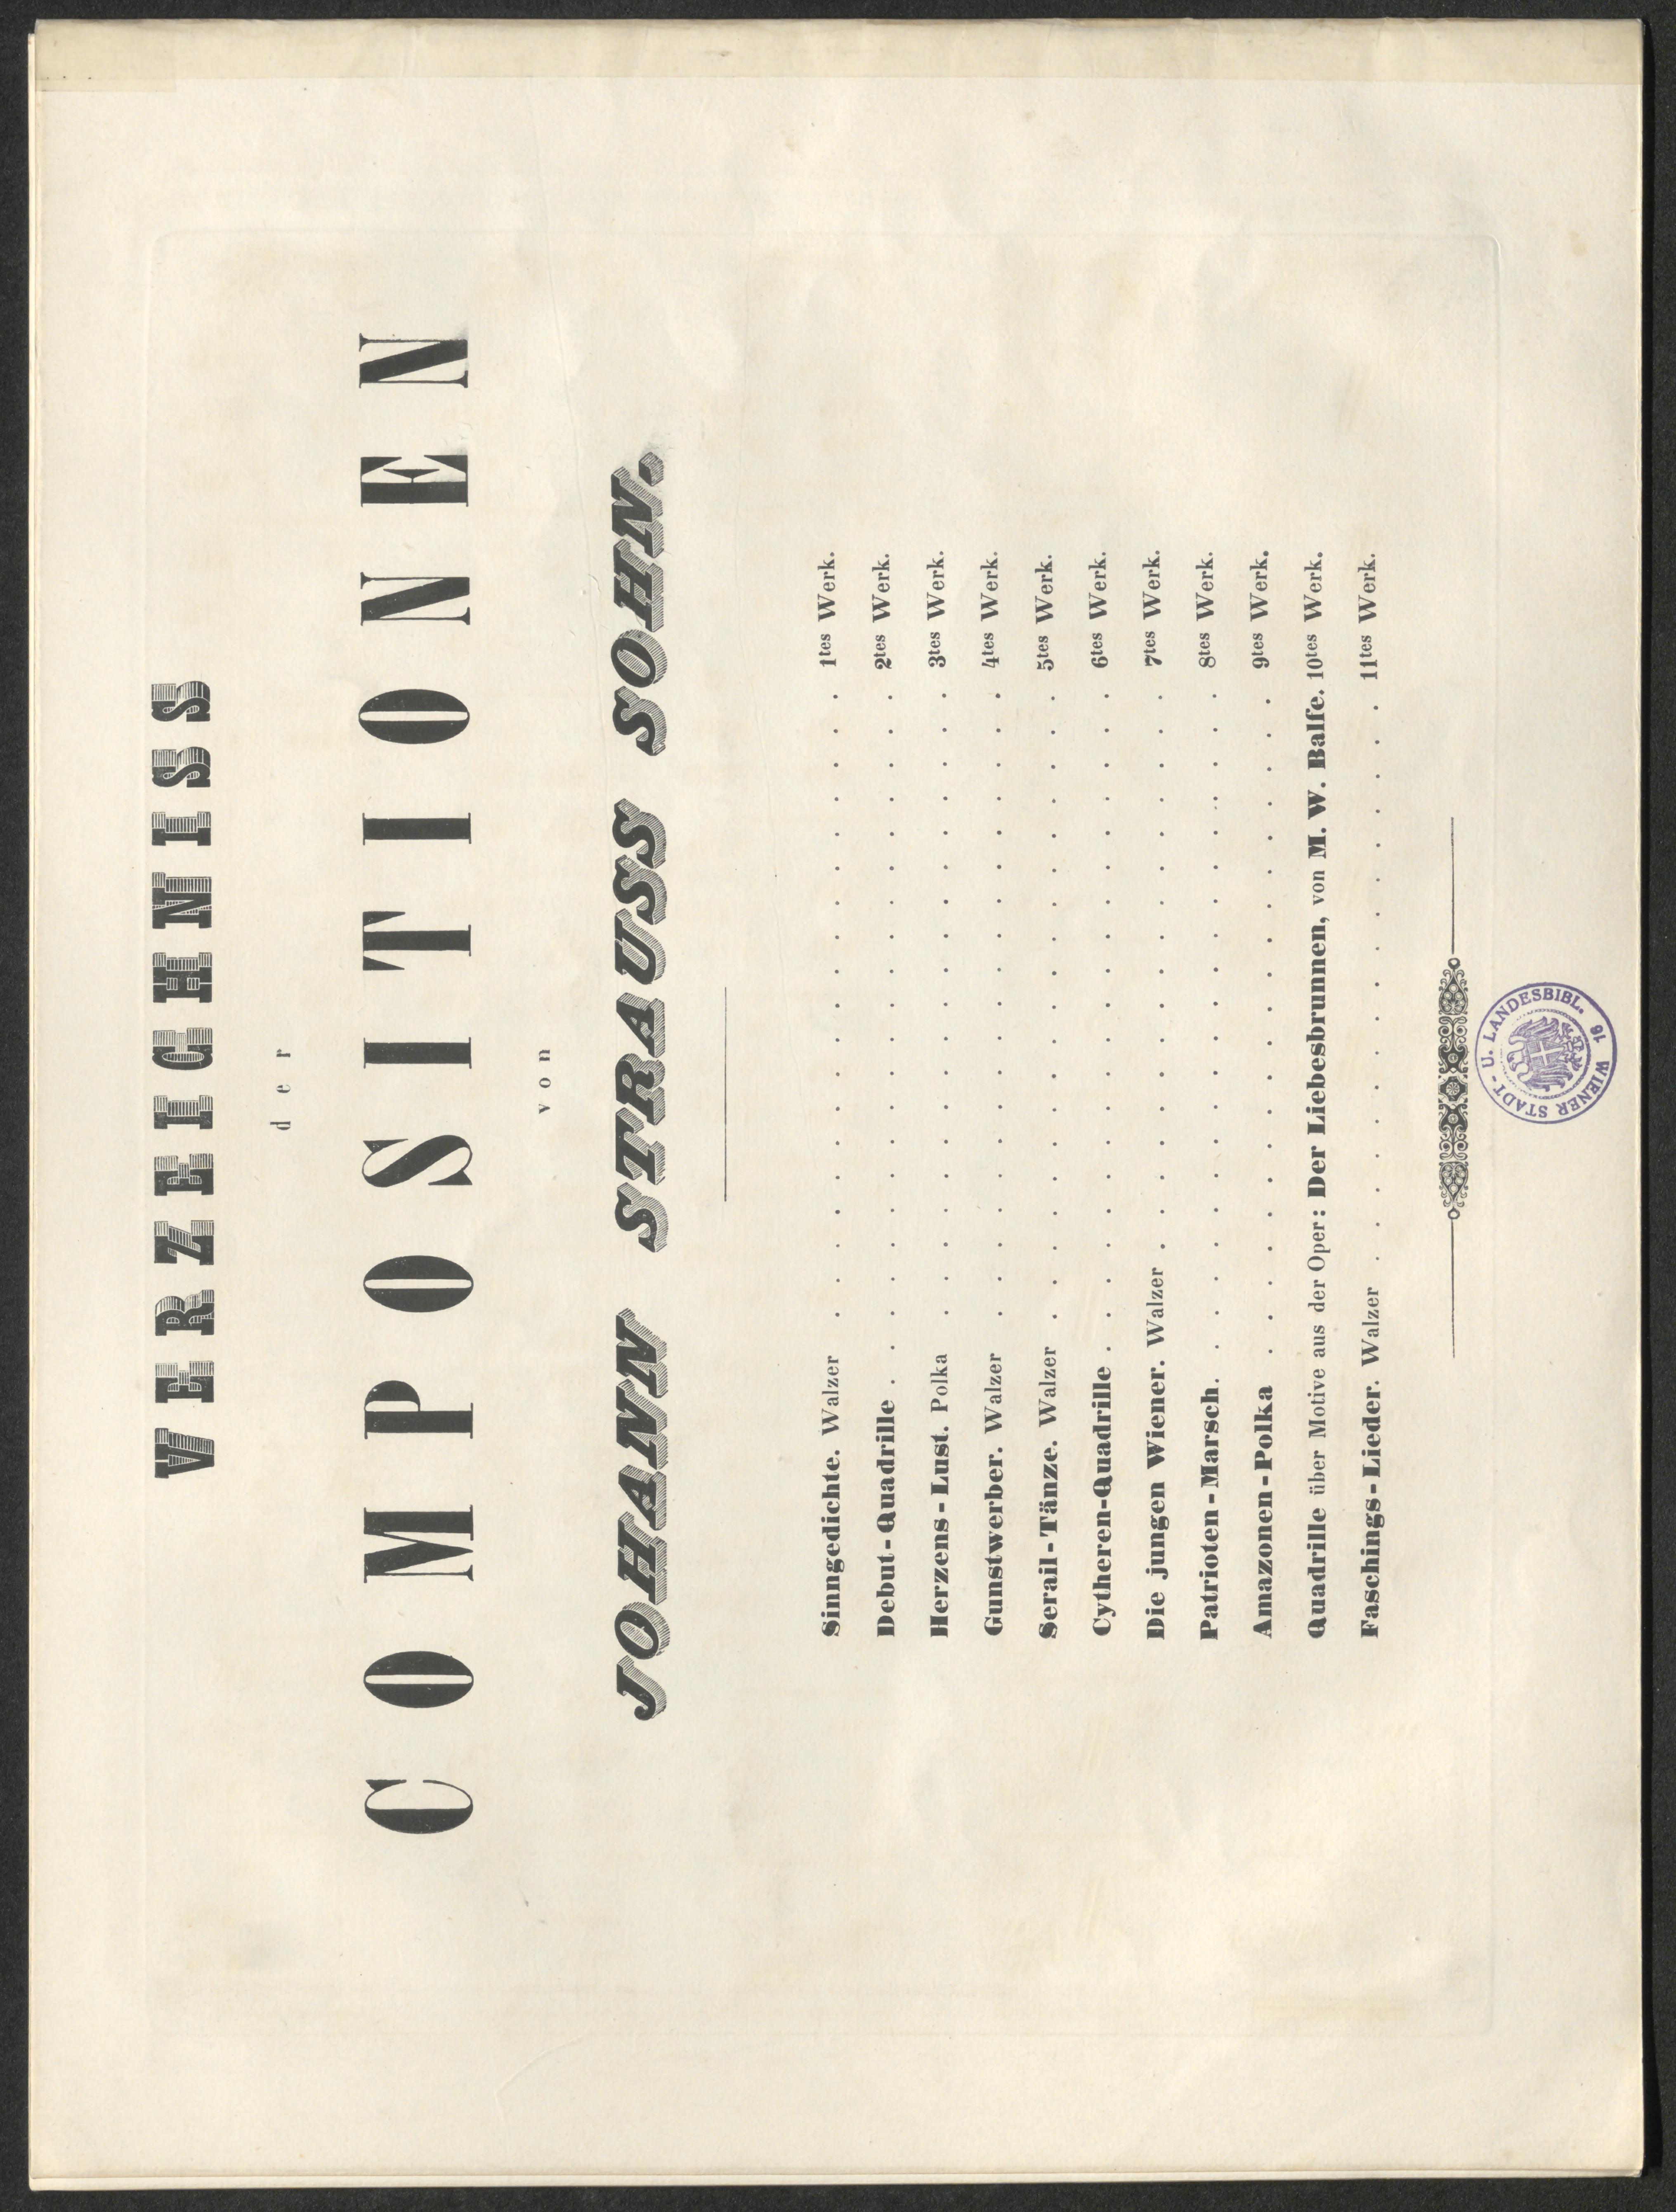 VERZEICHNISS
der
COMPOSITIONEN
von
JOHANN STRAUSS SOHN.
Sinngedichte. Walzer . . . . . . . . . . . 1tes Werk.
Debut-Quadrille . . . . . . . . . . . . 2tes Werk.
Herzens-Lust. Polka . . . . . . . . . . . 3tes Werk.
Gunstwerber. Walzer . . . . . . . . . . . 4tes Werk.
Serail-Tänze. Walzer . . . . . . . . . . . 5tes Werk.
Cytheren-Quadrille . . . . . . . . . . . 6tes Werk.
Die jungen Wiener. Walzer . . . . . . . . . . 7tes Werk.
Patrioten-Marsch. . . . . . . . . . . . 8tes Werk.
Amazonen-Polka . . . . . . . . . . . . 9tes Werk.
Quadrille über Motive aus der Oper: Der Liebesbrunnen, von M. W. Balfe. 10tes Werk.
Faschings-Lieder. Walzer . . . . . . . . . . 11tes Werk.
WIENER STADT- U. LANDESBIBL. 16